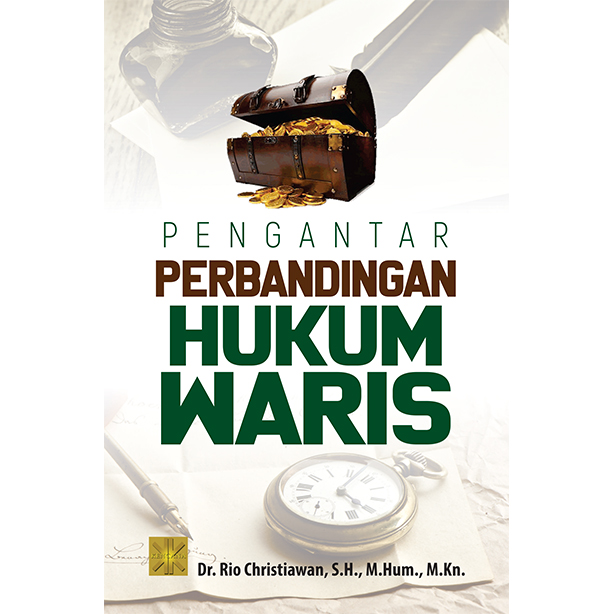 PENGANTAR
PERBANDINGAN
HUKUM
WARIS
Dr. Rio Christiawan, S.H., M.Hum., M.Kn.